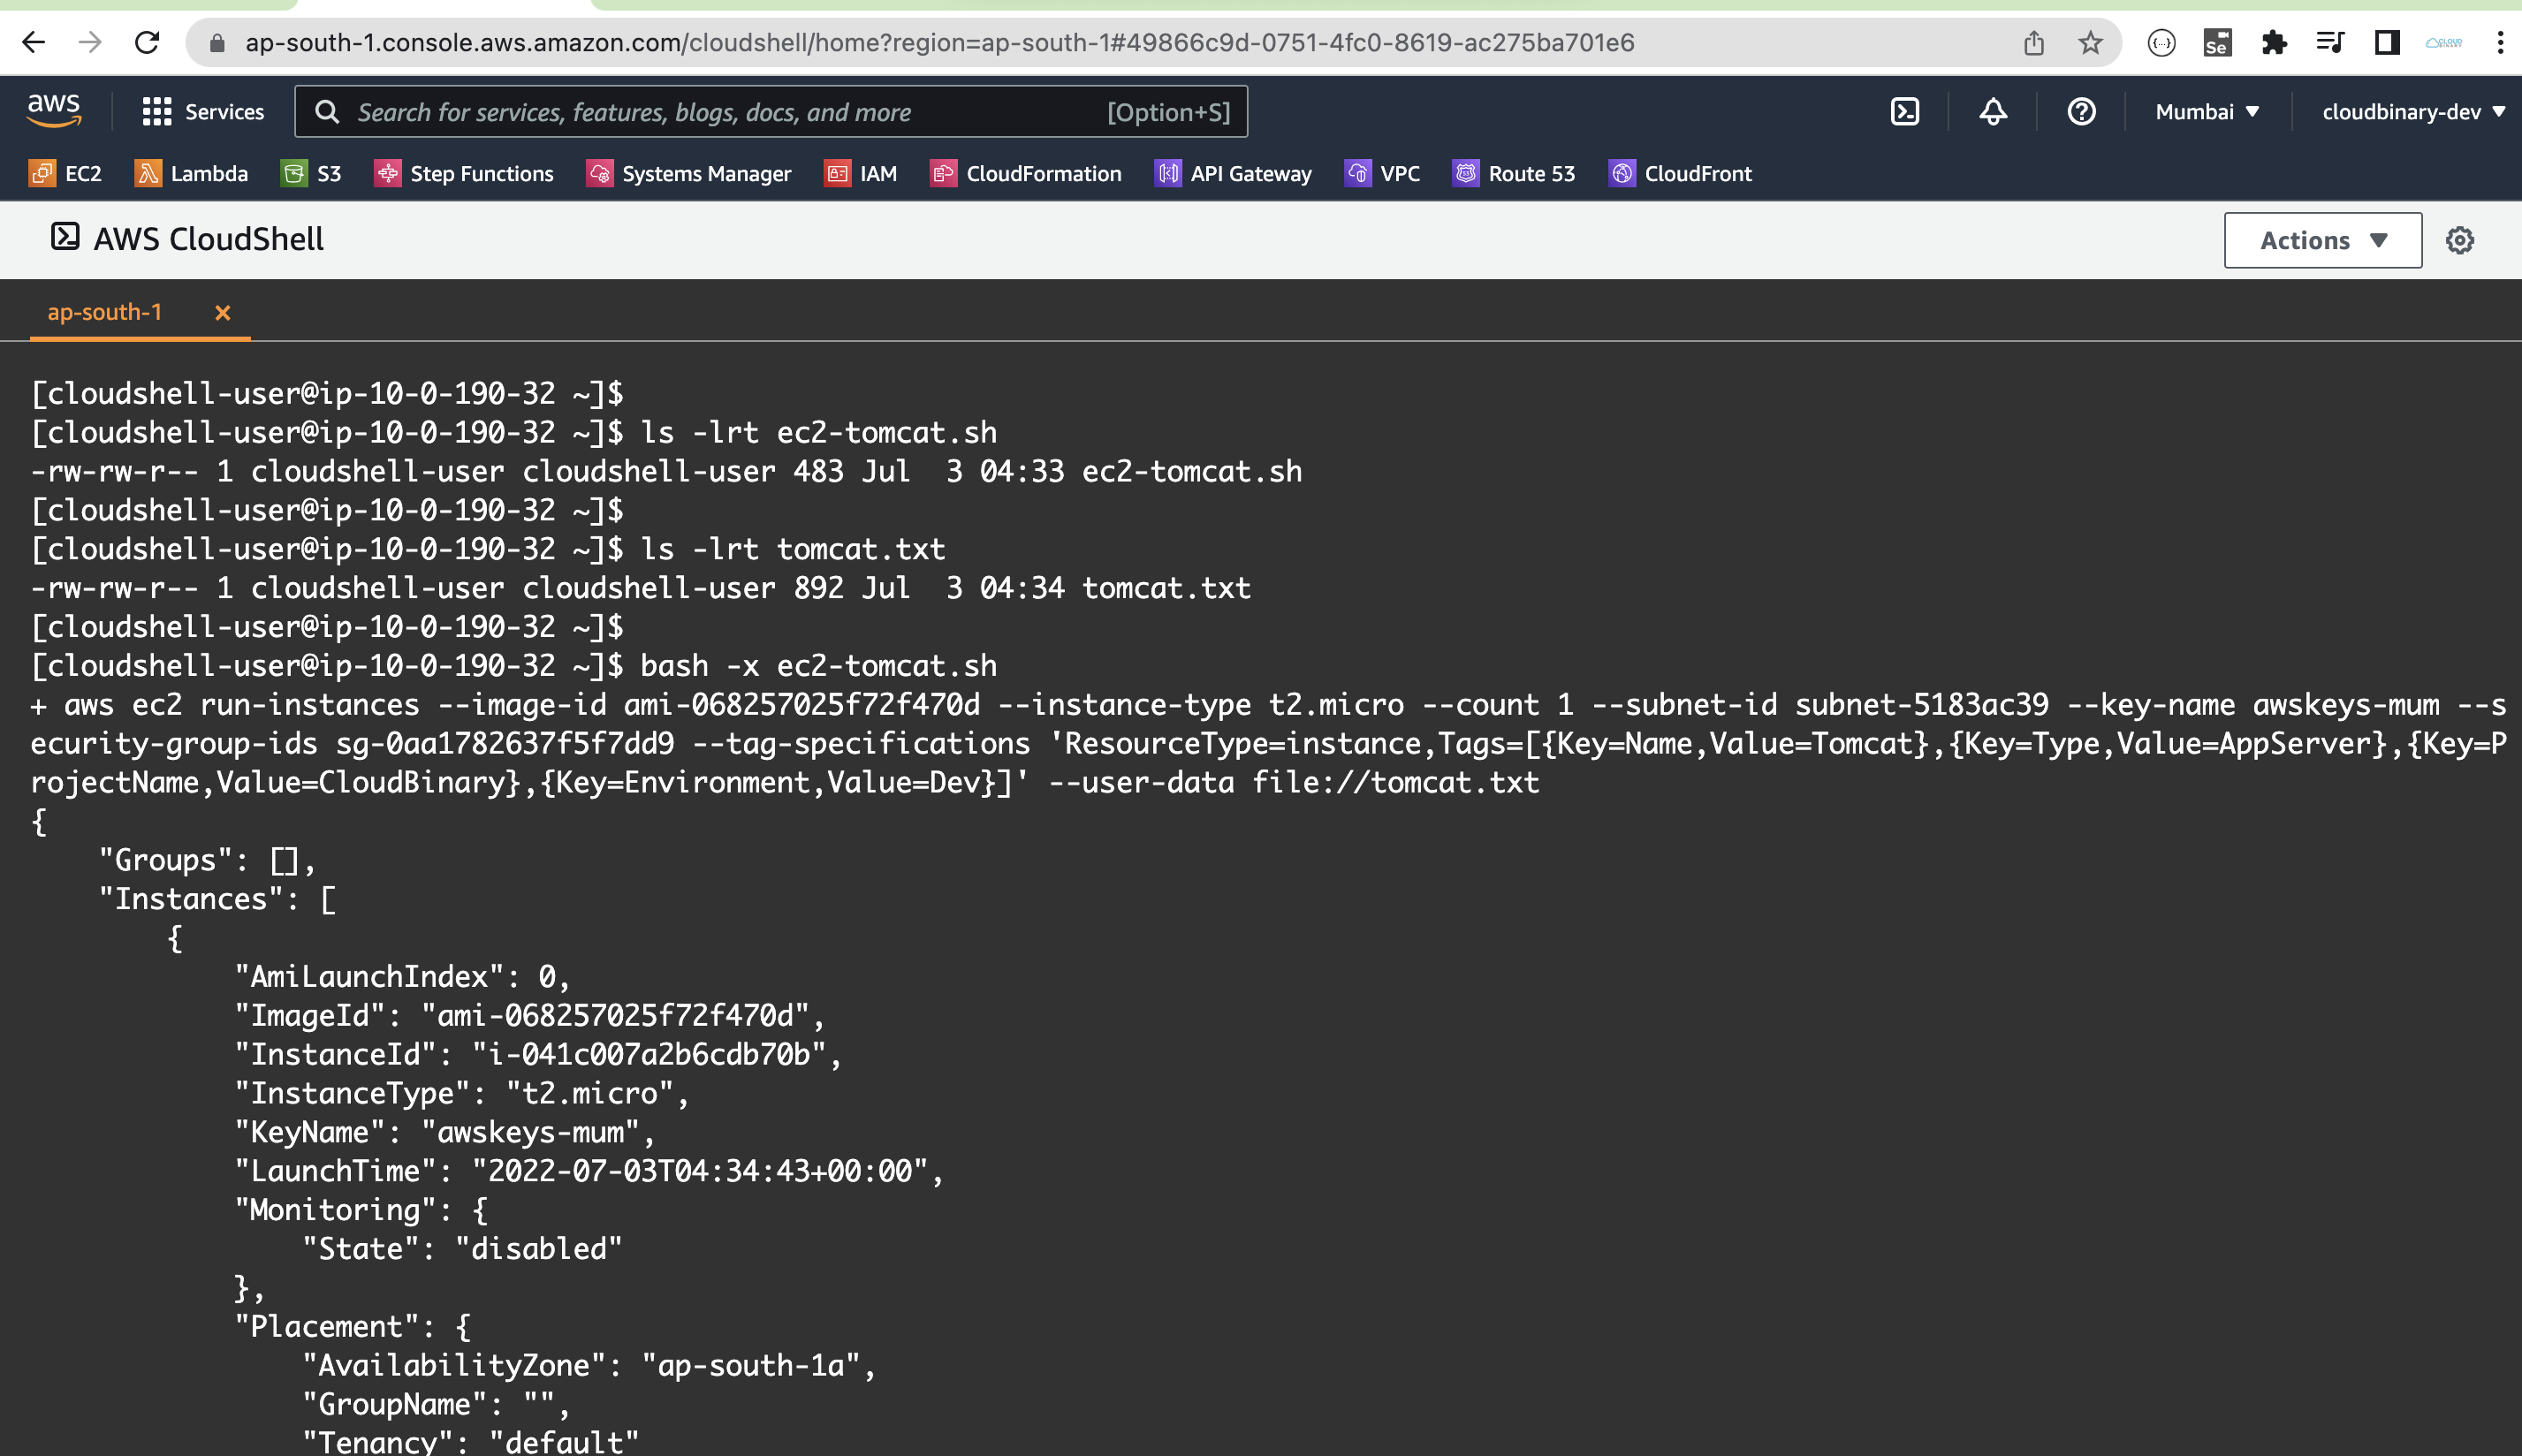 ap-south-1.console.aws.amazon.com/cloudshell/home?region=ap-south-1#49866c9d-0751-4fc0-8619-ac275ba701e6
{...}
Se
CLOUD BINARY
aws
Services
Search for services, features, blogs, docs, and more
[Option+S]
Mumbai ▼
cloudbinary-dev ▼
EC2
Lambda
S3
Step Functions
Systems Manager
IAM
CloudFormation
API Gateway
VPC
Route 53
CloudFront
AWS CloudShell
Actions ▼
ap-south-1 ×
[cloudshell-user@ip-10-0-190-32 ~]$
[cloudshell-user@ip-10-0-190-32 ~]$ ls -lrt ec2-tomcat.sh
-rw-rw-r-- 1 cloudshell-user cloudshell-user 483 Jul  3 04:33 ec2-tomcat.sh
[cloudshell-user@ip-10-0-190-32 ~]$
[cloudshell-user@ip-10-0-190-32 ~]$ ls -lrt tomcat.txt
-rw-rw-r-- 1 cloudshell-user cloudshell-user 892 Jul  3 04:34 tomcat.txt
[cloudshell-user@ip-10-0-190-32 ~]$
[cloudshell-user@ip-10-0-190-32 ~]$ bash -x ec2-tomcat.sh
+ aws ec2 run-instances --image-id ami-068257025f72f470d --instance-type t2.micro --count 1 --subnet-id subnet-5183ac39 --key-name awskeys-mum --s
ecurity-group-ids sg-0aa1782637f5f7dd9 --tag-specifications 'ResourceType=instance,Tags=[{Key=Name,Value=Tomcat},{Key=Type,Value=AppServer},{Key=P
rojectName,Value=CloudBinary},{Key=Environment,Value=Dev}]' --user-data file://tomcat.txt
{
    "Groups": [],
    "Instances": [
        {
            "AmiLaunchIndex": 0,
            "ImageId": "ami-068257025f72f470d",
            "InstanceId": "i-041c007a2b6cdb70b",
            "InstanceType": "t2.micro",
            "KeyName": "awskeys-mum",
            "LaunchTime": "2022-07-03T04:34:43+00:00",
            "Monitoring": {
                "State": "disabled"
            },
            "Placement": {
                "AvailabilityZone": "ap-south-1a",
                "GroupName": "",
                "Tenancy": "default"